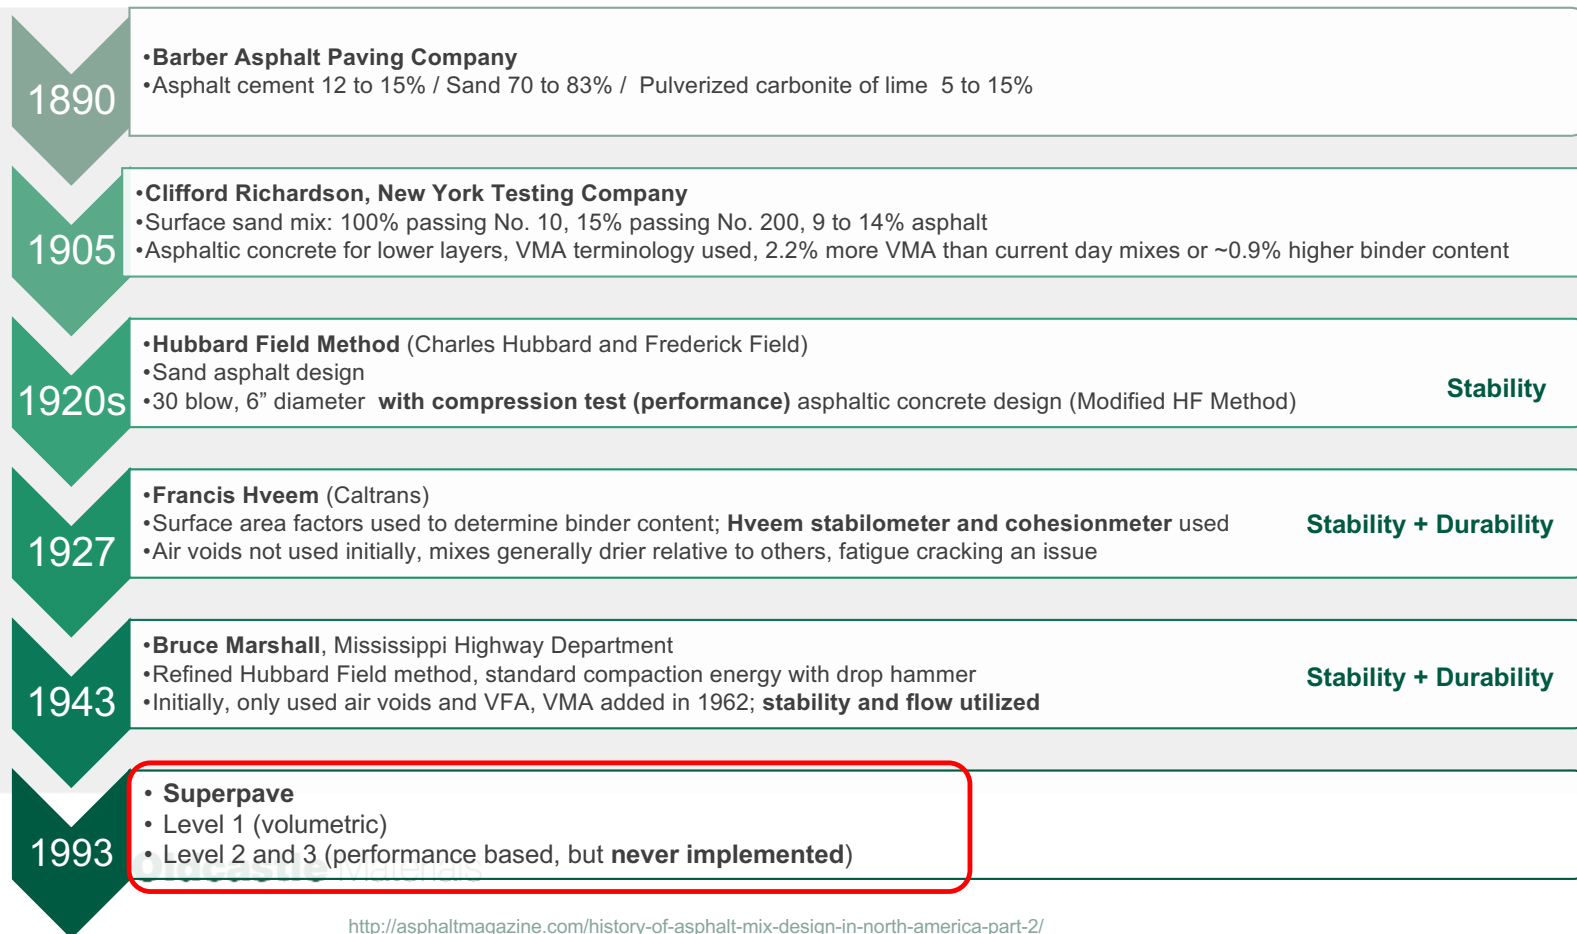 1890
•Barber Asphalt Paving Company
•Asphalt cement 12 to 15% / Sand 70 to 83% / Pulverized carbonite of lime 5 to 15%
1905
•Clifford Richardson, New York Testing Company
•Surface sand mix: 100% passing No. 10, 15% passing No. 200, 9 to 14% asphalt
•Asphaltic concrete for lower layers, VMA terminology used, 2.2% more VMA than current day mixes or ~0.9% higher binder content
1920s
•Hubbard Field Method (Charles Hubbard and Frederick Field)
•Sand asphalt design
•30 blow, 6” diameter with compression test (performance) asphaltic concrete design (Modified HF Method)
Stability
1927
•Francis Hveem (Caltrans)
•Surface area factors used to determine binder content; Hveem stabilometer and cohesionmeter used
•Air voids not used initially, mixes generally drier relative to others, fatigue cracking an issue
Stability + Durability
1943
•Bruce Marshall, Mississippi Highway Department
•Refined Hubbard Field method, standard compaction energy with drop hammer
•Initially, only used air voids and VFA, VMA added in 1962; stability and flow utilized
Stability + Durability
1993
• Superpave
• Level 1 (volumetric)
• Level 2 and 3 (performance based, but never implemented)
Oldcastle Materials
http://asphaltmagazine.com/history-of-asphalt-mix-design-in-north-america-part-2/